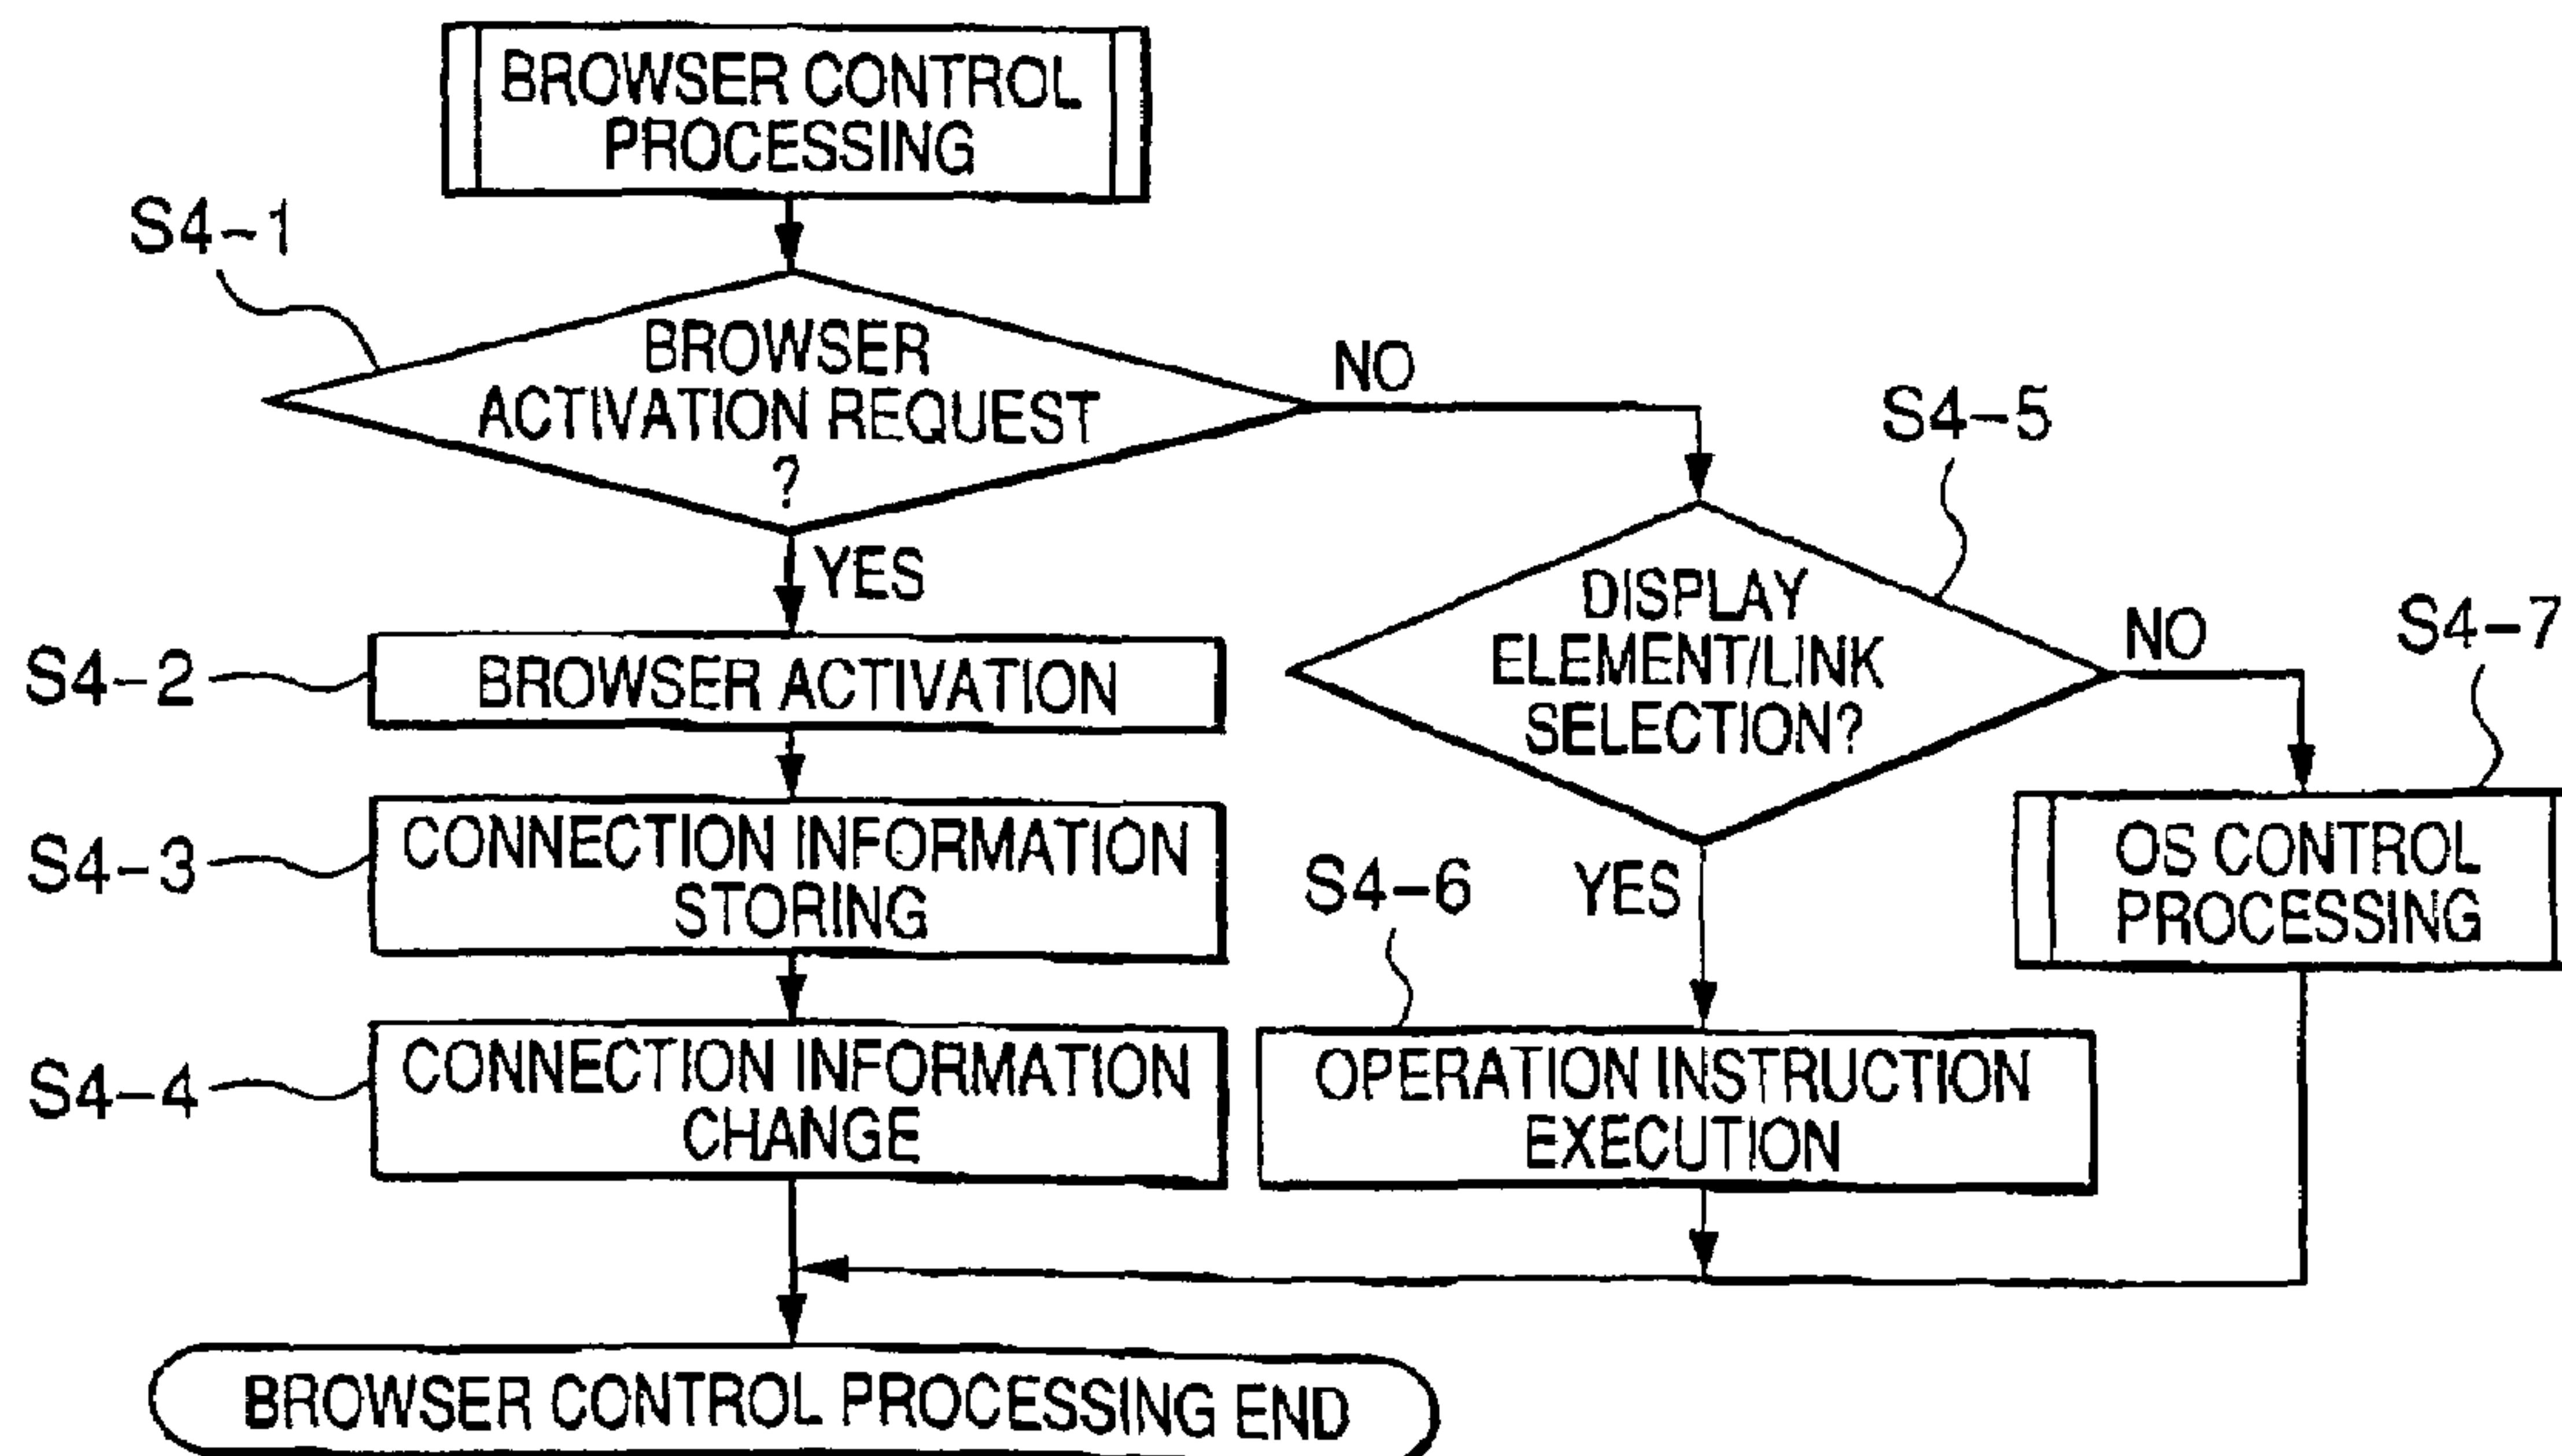 BROWSER CONTROL
PROCESSING
S4-1
BROWSER
ACTIVATION REQUEST
?
NO
YES
S4-5
DISPLAY
ELEMENT/LINK
SELECTION?
NO
S4-7
S4-2
BROWSER ACTIVATION
S4-3
CONNECTION INFORMATION
STORING
S4-6
YES
OS CONTROL
PROCESSING
S4-4
CONNECTION INFORMATION
CHANGE
OPERATION INSTRUCTION
EXECUTION
BROWSER CONTROL PROCESSING END